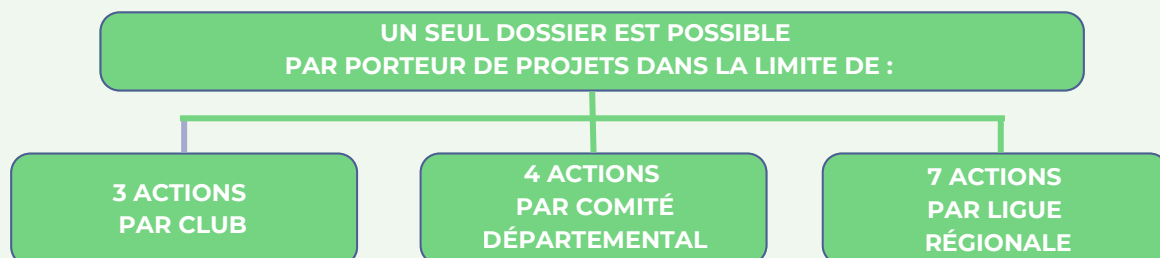 UN SEUL DOSSIER EST POSSIBLE
PAR PORTEUR DE PROJETS DANS LA LIMITE DE :
3 ACTIONS
PAR CLUB
4 ACTIONS
PAR COMITÉ
DÉPARTEMENTAL
7 ACTIONS
PAR LIGUE
RÉGIONALE